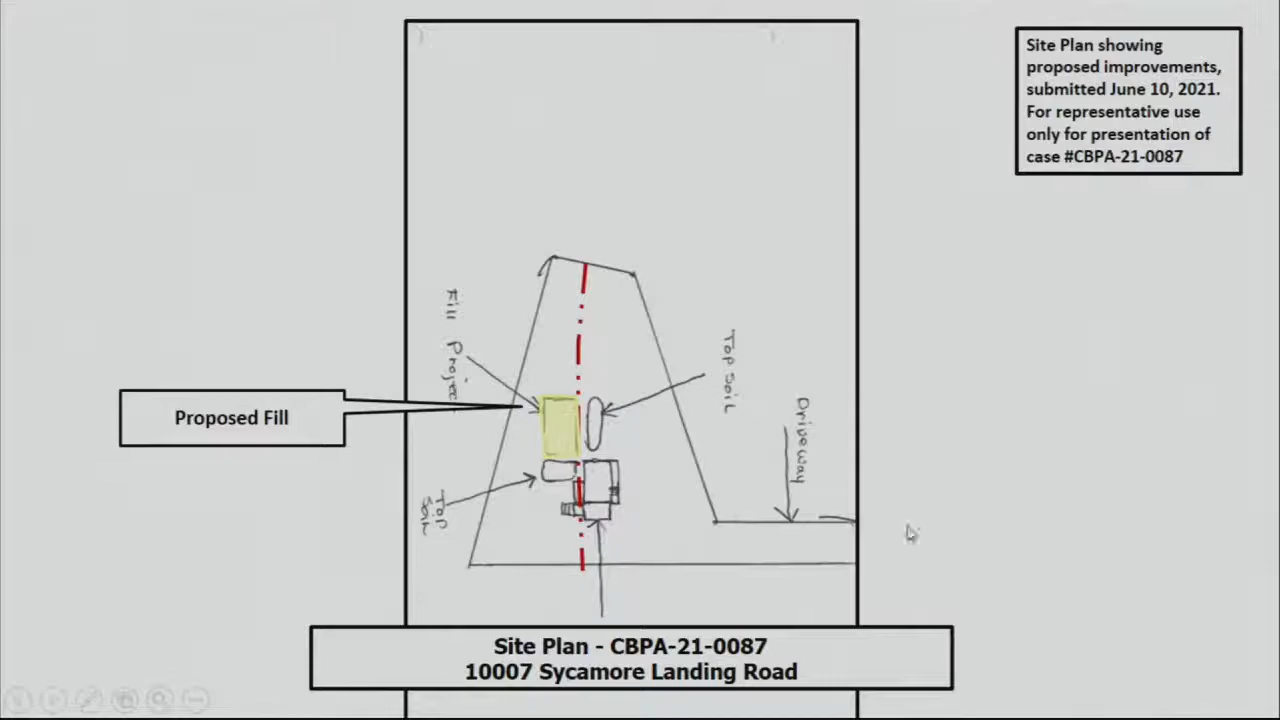 Site Plan showing
proposed improvements,
submitted June 10, 2021.
For representative use
only for presentation of
case #CBPA-21-0087
Fill Project
Top Soil
Driveway
Proposed Fill
Top
Soil
Site Plan - CBPA-21-0087
10007 Sycamore Landing Road